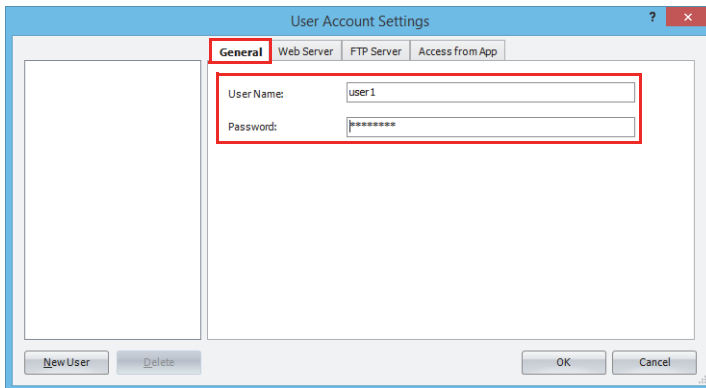 User Account Settings ?
General Web Server FTP Server Access from App
User Name: user1
Password: ********
New User Delete OK Cancel